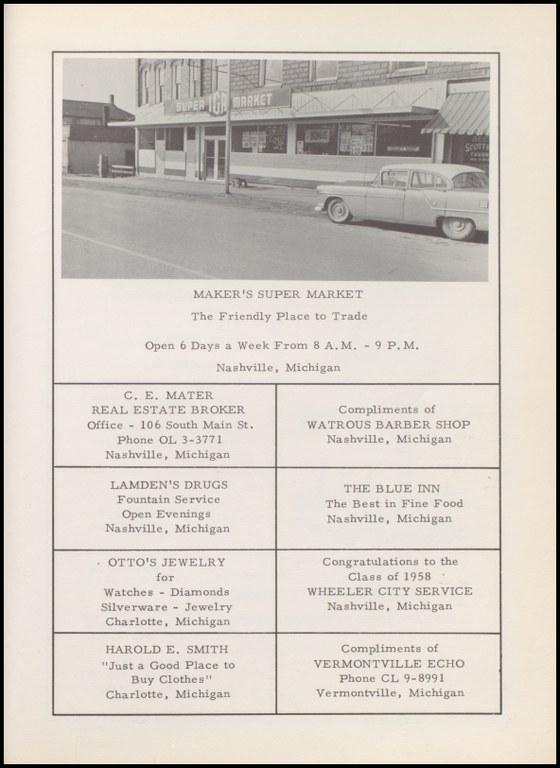 SUPER IGA MARKET
MAKER'S SUPER MARKET
The Friendly Place to Trade
Open 6 Days a Week From 8 A.M. - 9 P.M.
Nashville, Michigan
C. E. MATER
REAL ESTATE BROKER
Office - 106 South Main St.
Phone OL 3-3771
Nashville, Michigan
Compliments of
WATROUS BARBER SHOP
Nashville, Michigan
LAMDEN'S DRUGS
Fountain Service
Open Evenings
Nashville, Michigan
THE BLUE INN
The Best in Fine Food
Nashville, Michigan
OTTO'S JEWELRY
for
Watches - Diamonds
Silverware - Jewelry
Charlotte, Michigan
Congratulations to the
Class of 1958
WHEELER CITY SERVICE
Nashville, Michigan
HAROLD E. SMITH
"Just a Good Place to
Buy Clothes"
Charlotte, Michigan
Compliments of
VERMONTVILLE ECHO
Phone CL 9-8991
Vermontville, Michigan